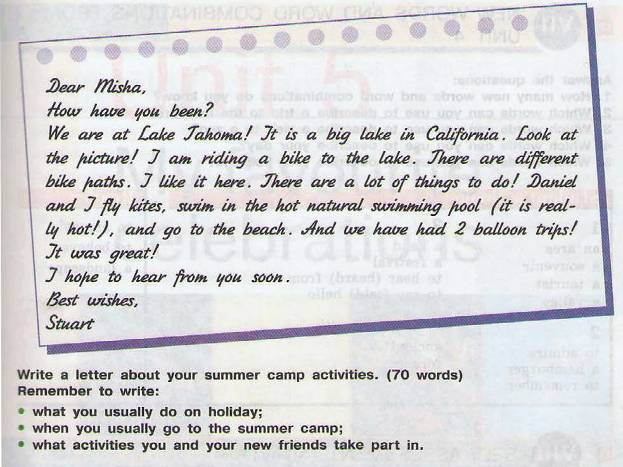 Dear Misha,
How have you been?
We are at Lake Tahoma! It is a big lake in California. Look at
the picture! I am riding a bike to the lake. There are different
bike paths. I like it here. There are a lot of things to do! Daniel
and I fly kites, swim in the hot natural swimming pool (it is real-
ly hot!), and go to the beach. And we have had 2 balloon trips!
It was great!
I hope to hear from you soon.
Best wishes,
Stuart
Write a letter about your summer camp activities. (70 words)
Remember to write:
• what you usually do on holiday;
• when you usually go to the summer camp;
• what activities you and your new friends take part in.